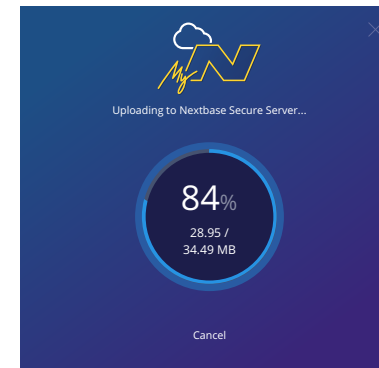 My N
Uploading to Nextbase Secure Server...
84%
28.95 /
34.49 MB
Cancel